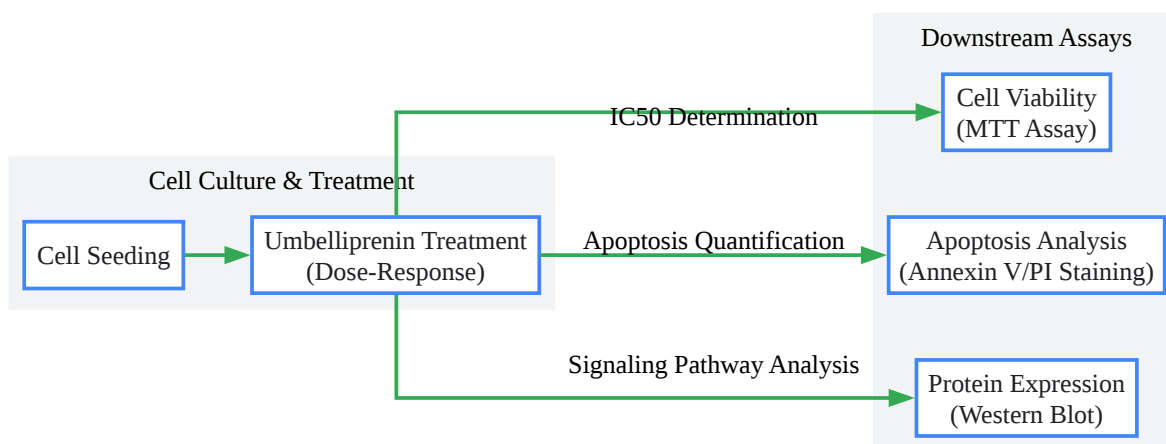 Downstream Assays
Cell Viability
(MTT Assay)
IC50 Determination
Cell Culture & Treatment
Cell Seeding
Umbelliprenin Treatment
(Dose-Response)
Apoptosis Quantification
Apoptosis Analysis
(Annexin V/PI Staining)
Signaling Pathway Analysis
Protein Expression
(Western Blot)